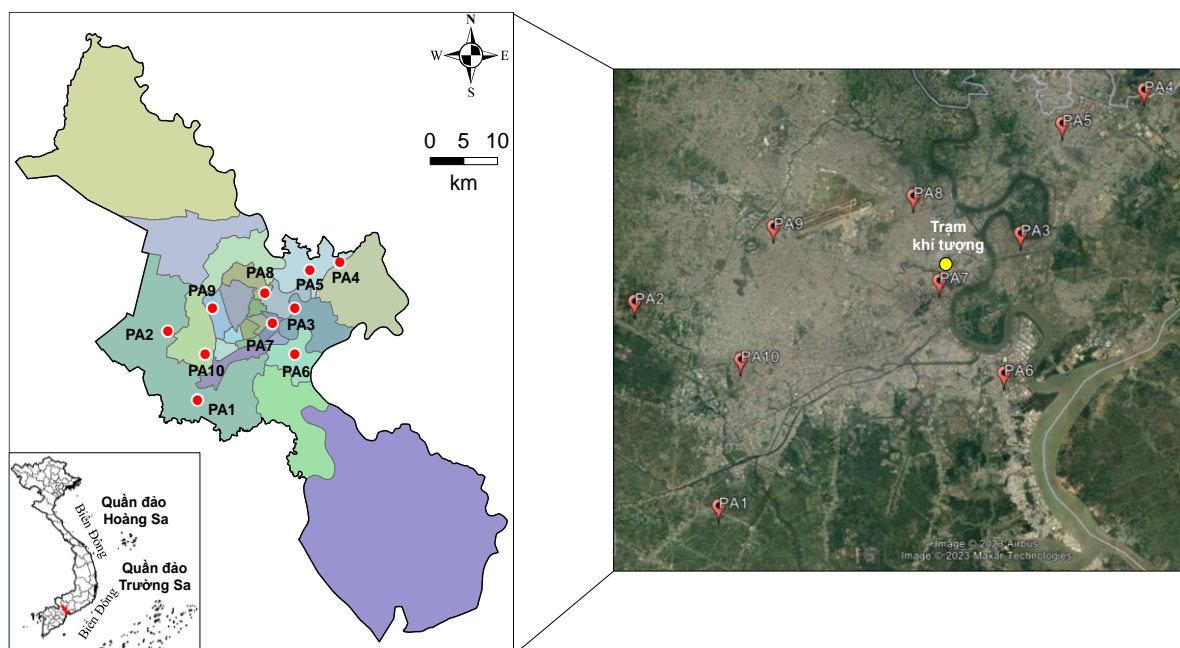 N
W
E
S
0 5 10
km
PA8
PA5
PA4
PA9
PA2
PA3
PA7
PA10
PA6
PA1
Quần đảo
Hoàng Sa
Biển Đông
Quần đảo
Trường Sa
Biển Đông
PA4
PA5
PA8
PA9
Trạm
khí tượng
PA3
PA7
PA2
PA10
PA6
PA1
Image © 2023 Airbus
Image © 2023 Maxar Technologies